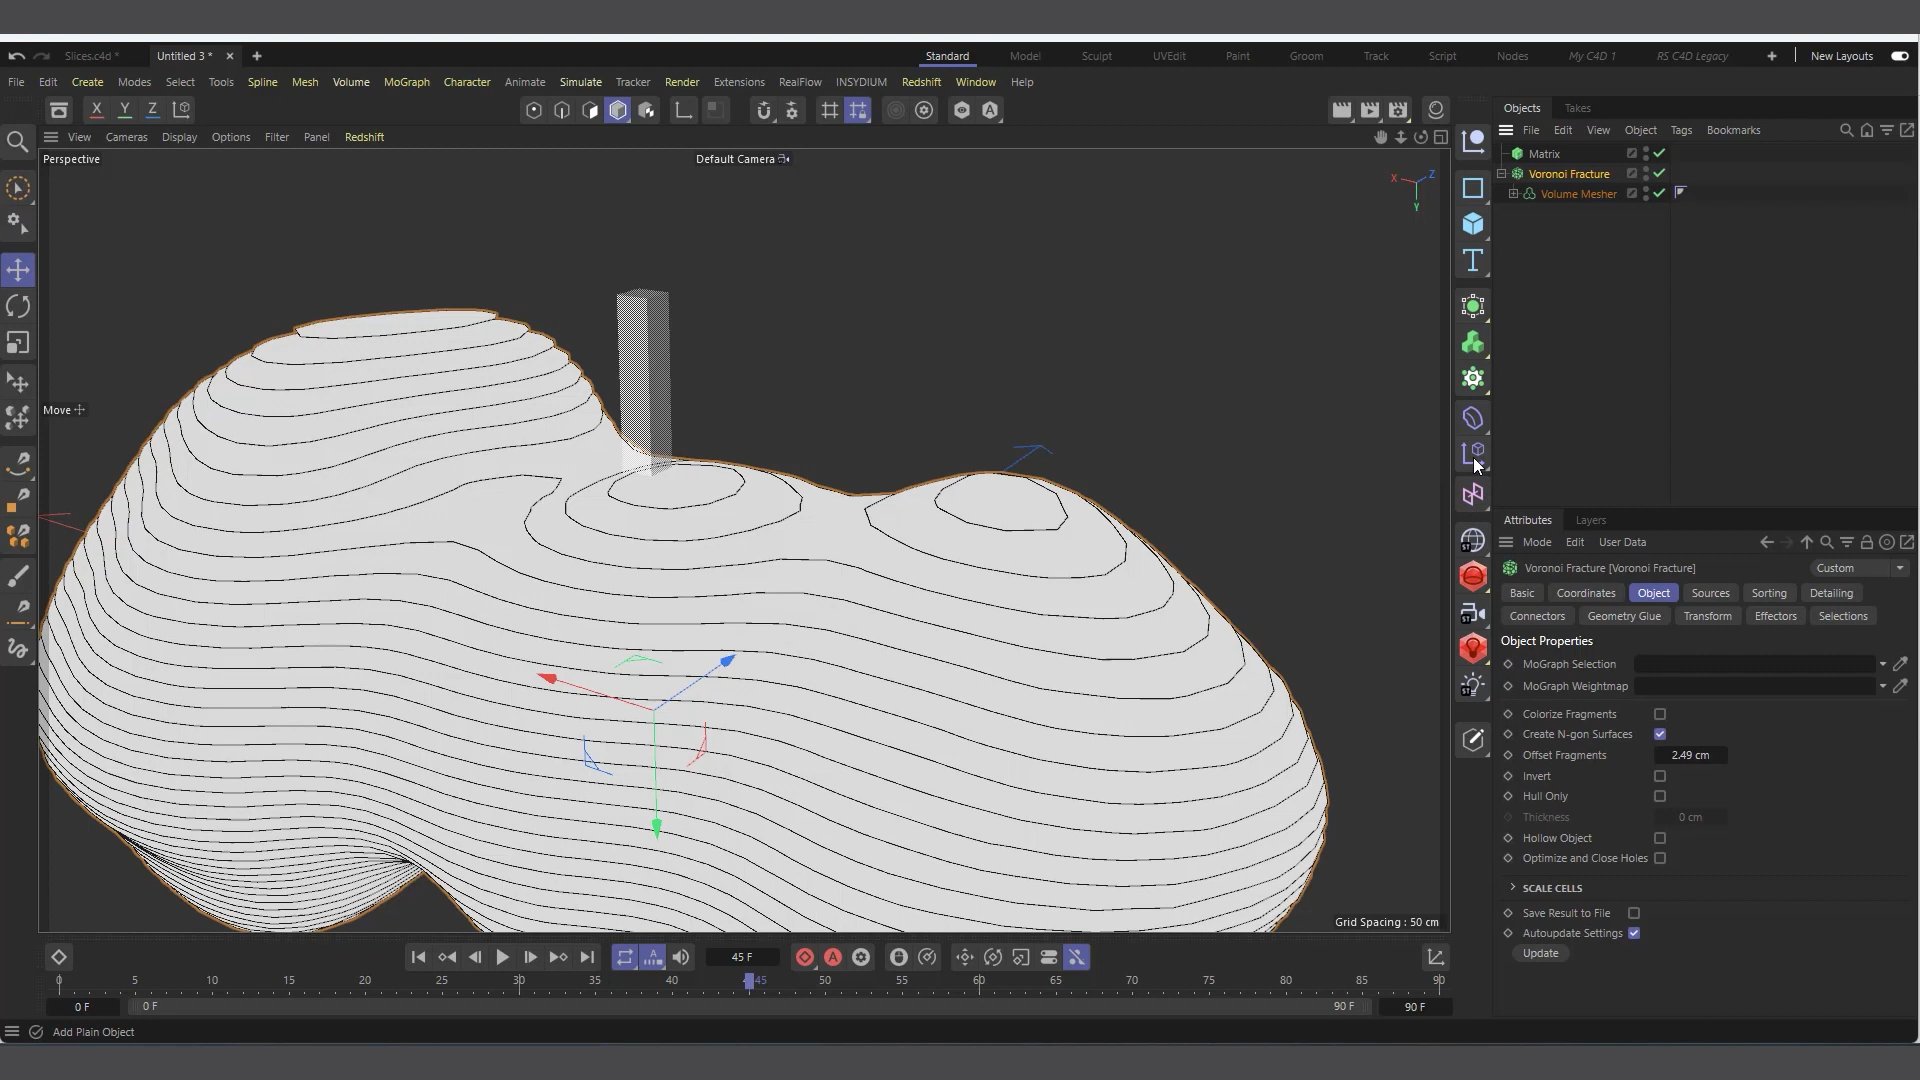 Slices.c4d *
Untitled 3 *
Standard
Model
Sculpt
UVEdit
Paint
Groom
Track
Script
Nodes
My C4D 1
RS C4D Legacy
New Layouts
File Edit Create Modes Select Tools Spline Mesh Volume MoGraph Character Animate Simulate Tracker Render Extensions RealFlow INSYDIUM Redshift Window Help
X Y Z
Objects Takes
View Cameras Display Options Filter Panel Redshift
File Edit View Object Tags Bookmarks
Perspective
Default Camera
Matrix
Voronoi Fracture
Volume Mesher
X Z
Y
Move
Attributes Layers
Mode Edit User Data
Voronoi Fracture [Voronoi Fracture]
Custom
Basic Coordinates Object Sources Sorting Detailing
Connectors Geometry Glue Transform Effectors Selections
Object Properties
MoGraph Selection
MoGraph Weightmap
Colorize Fragments
Create N-gon Surfaces
Offset Fragments 2.49 cm
Invert
Hull Only
Thickness 0 cm
Hollow Object
Optimize and Close Holes
SCALE CELLS
Save Result to File
Autoupdate Settings
Update
Grid Spacing : 50 cm
45 F
0 5 10 15 20 25 30 35 40 45 50 55 60 65 70 75 80 85 90
0 F 0 F 90 F 90 F
Add Plain Object